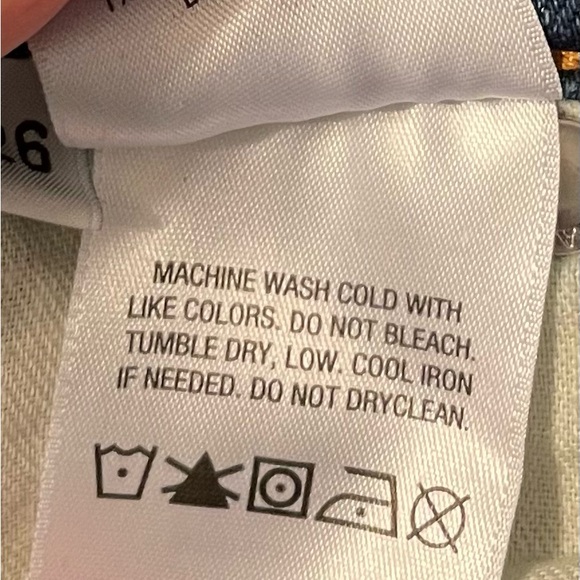 MACHINE WASH COLD WITH
LIKE COLORS. DO NOT BLEACH.
TUMBLE DRY, LOW. COOL IRON
IF NEEDED. DO NOT DRYCLEAN.